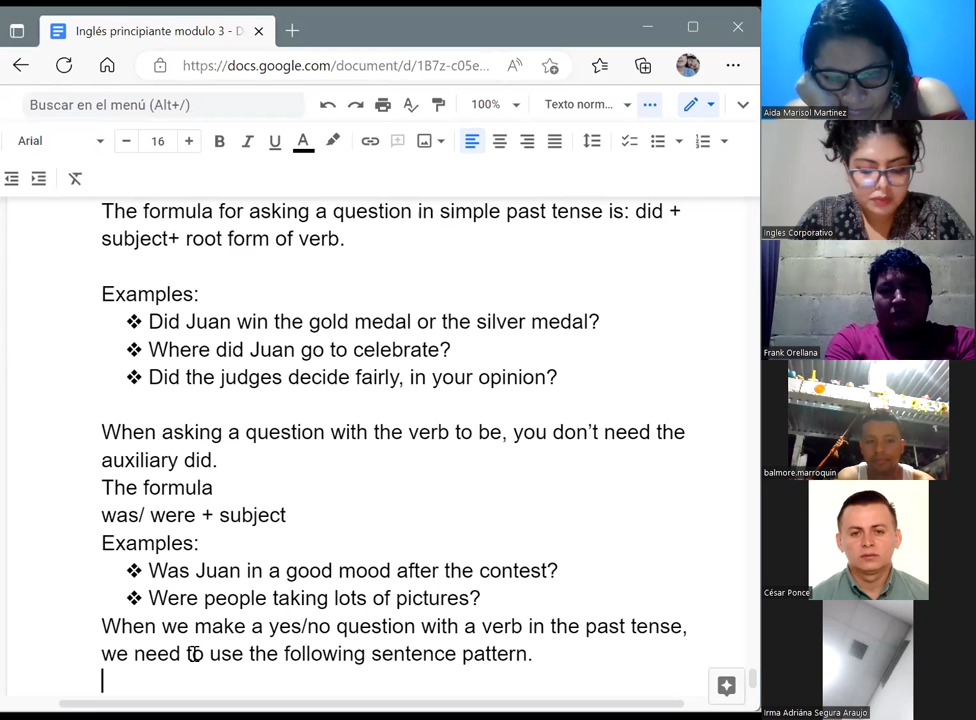 Inglés principiante modulo 3 - D
https://docs.google.com/document/d/1B7z-c05e...
Buscar en el menú (Alt+/)
100%
Texto norm...
Arial
16
The formula for asking a question in simple past tense is: did +
subject+ root form of verb.
Examples:
❖ Did Juan win the gold medal or the silver medal?
❖ Where did Juan go to celebrate?
❖ Did the judges decide fairly, in your opinion?
When asking a question with the verb to be, you don’t need the
auxiliary did.
The formula
was/ were + subject
Examples:
❖ Was Juan in a good mood after the contest?
❖ Were people taking lots of pictures?
When we make a yes/no question with a verb in the past tense,
we need to use the following sentence pattern.
Aida Marisol Martinez
Ingles Corporativo
Frank Orellana
balmore.marroquin
César Ponce
Irma Adriána Segura Araujo